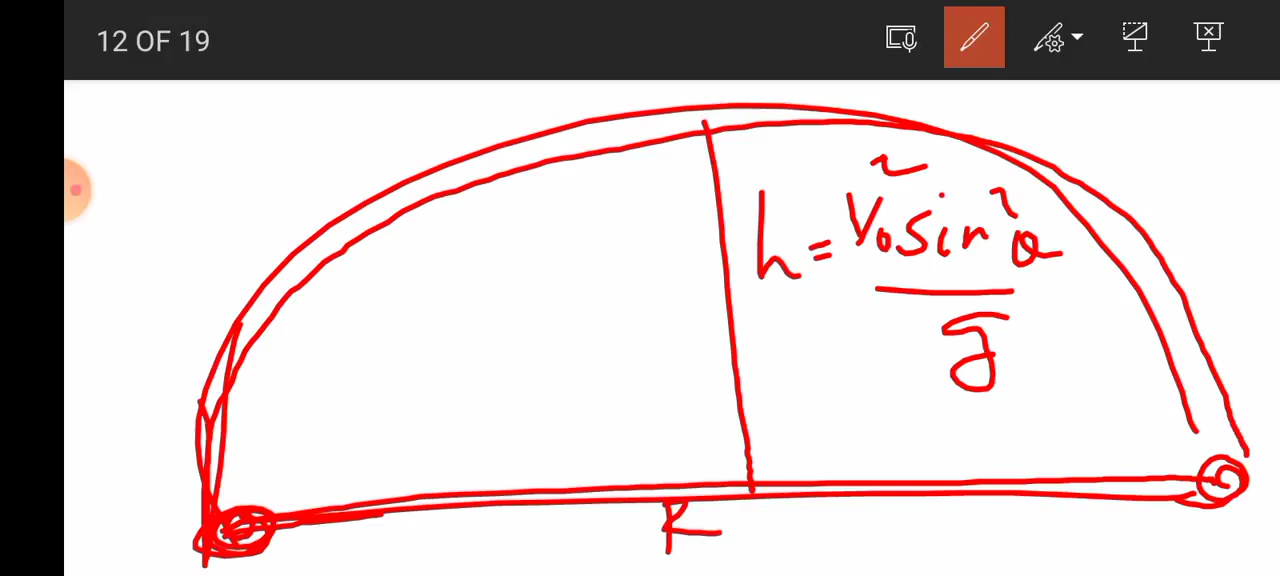 12 OF 19
h = V₀² sin² θ
g
R